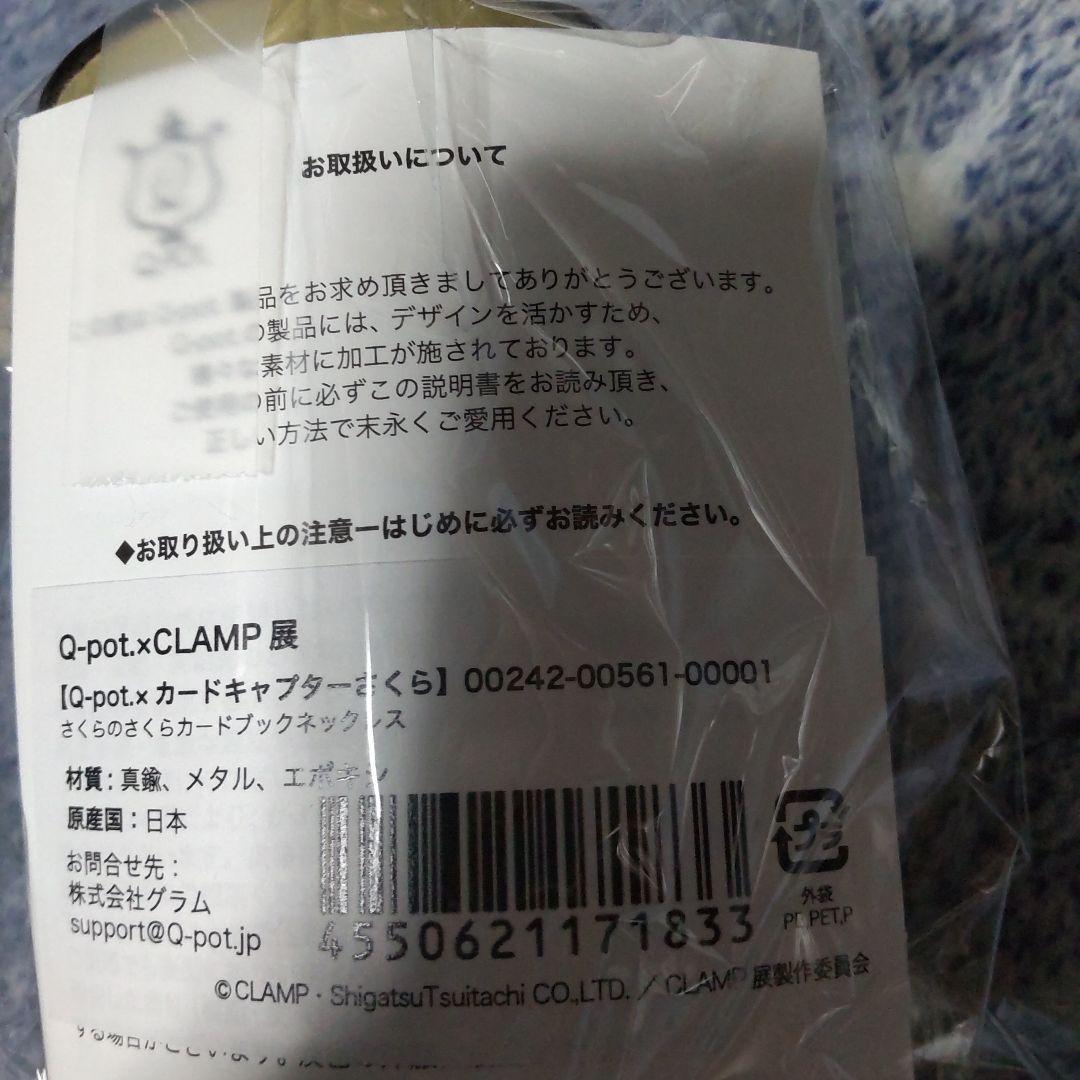 お取扱いについて
品をお求め頂きましてありがとうございます。
の製品には、デザインを活かすため、
素材に加工が施されております。
の前に必ずこの説明書をお読み頂き、
正しい方法で末永くご愛用ください。
◆お取り扱い上の注意ーはじめに必ずお読みください。
Q-pot.×CLAMP 展
【Q-pot.× カードキャプターさくら】00242-00561-00001
さくらのさくらカードブックネックレス
材質：真鍮、メタル、エポキシ
原産国：日本
お問合せ先：
株式会社グラム
support@Q-pot.jp
4550621171833
プラ
外袋
PE,PET,P
©CLAMP・ShigatsuTsuitachi CO.,LTD. ／ CLAMP 展製作委員会